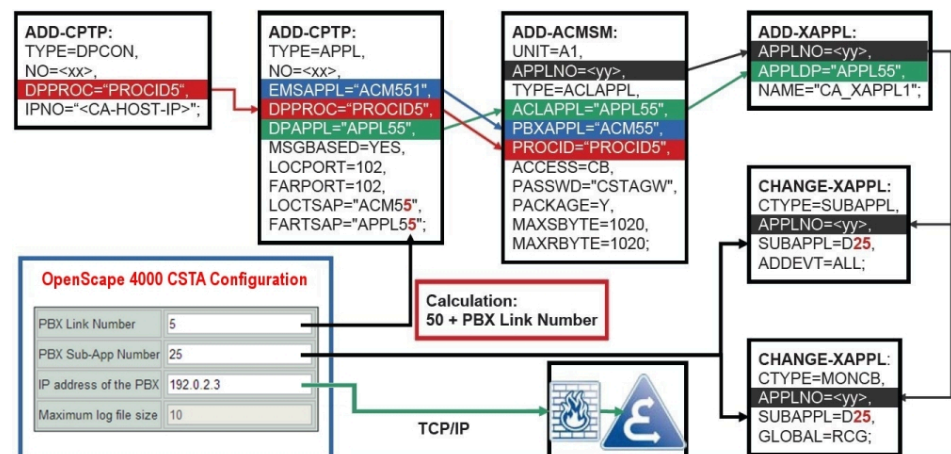 ADD-CPTP:
TYPE=DPCON,
NO=<xx>,
DPPROC=“PROCID5",
IPNO="<CA-HOST-IP>";
ADD-CPTP:
TYPE=APPL,
NO=<xx>,
EMSAPPL=“ACM551"
DPPROC=“PROCID5",
DPAPPL="APPL55",
MSGBASED=YES,
LOCPORT=102,
FARPORT=102,
LOCTSAP="ACM55",
FARTSAP="APPL55";
ADD-ACMSM:
UNIT=A1,
APPLNO=<yy>,
TYPE=ACLAPPL,
ACLAPPL="APPL55",
PBXAPPL="ACM55",
PROCID=“PROCID5",
ACCESS=CB,
PASSWD="CSTAGW",
PACKAGE=Y,
MAXSBYTE=1020,
MAXRBYTE=1020;
ADD-XAPPL:
APPLNO=<yy>,
APPLDP="APPL55",
NAME="CA_XAPPL1";
CHANGE-XAPPL:
CTYPE=SUBAPPL,
APPLNO=<yy>,
SUBAPPL=D25,
ADDEVT=ALL;
OpenScape 4000 CSTA Configuration
PBX Link Number 5
PBX Sub-App Number 25
IP address of the PBX 192.0.2.3
Maximum log file size 10
Calculation:
50 + PBX Link Number
TCP/IP
CHANGE-XAPPL:
CTYPE=MONCB,
APPLNO=<yy>,
SUBAPPL=D25,
GLOBAL=RCG;